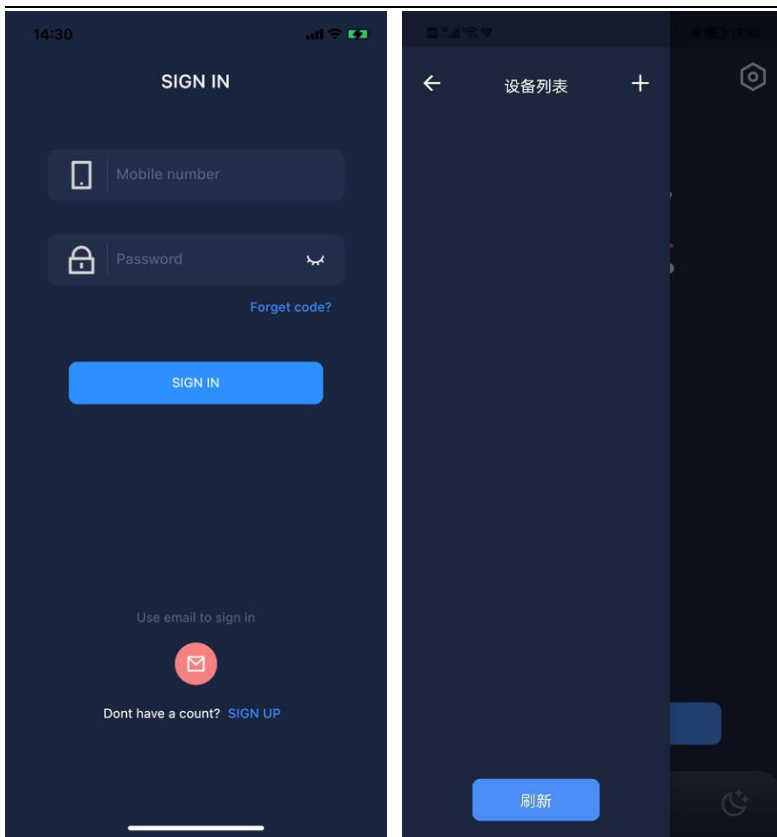 14:30
SIGN IN
Mobile number
Password
Forget code?
SIGN IN
Use email to sign in
Dont have a count? SIGN UP
设备列表
刷新